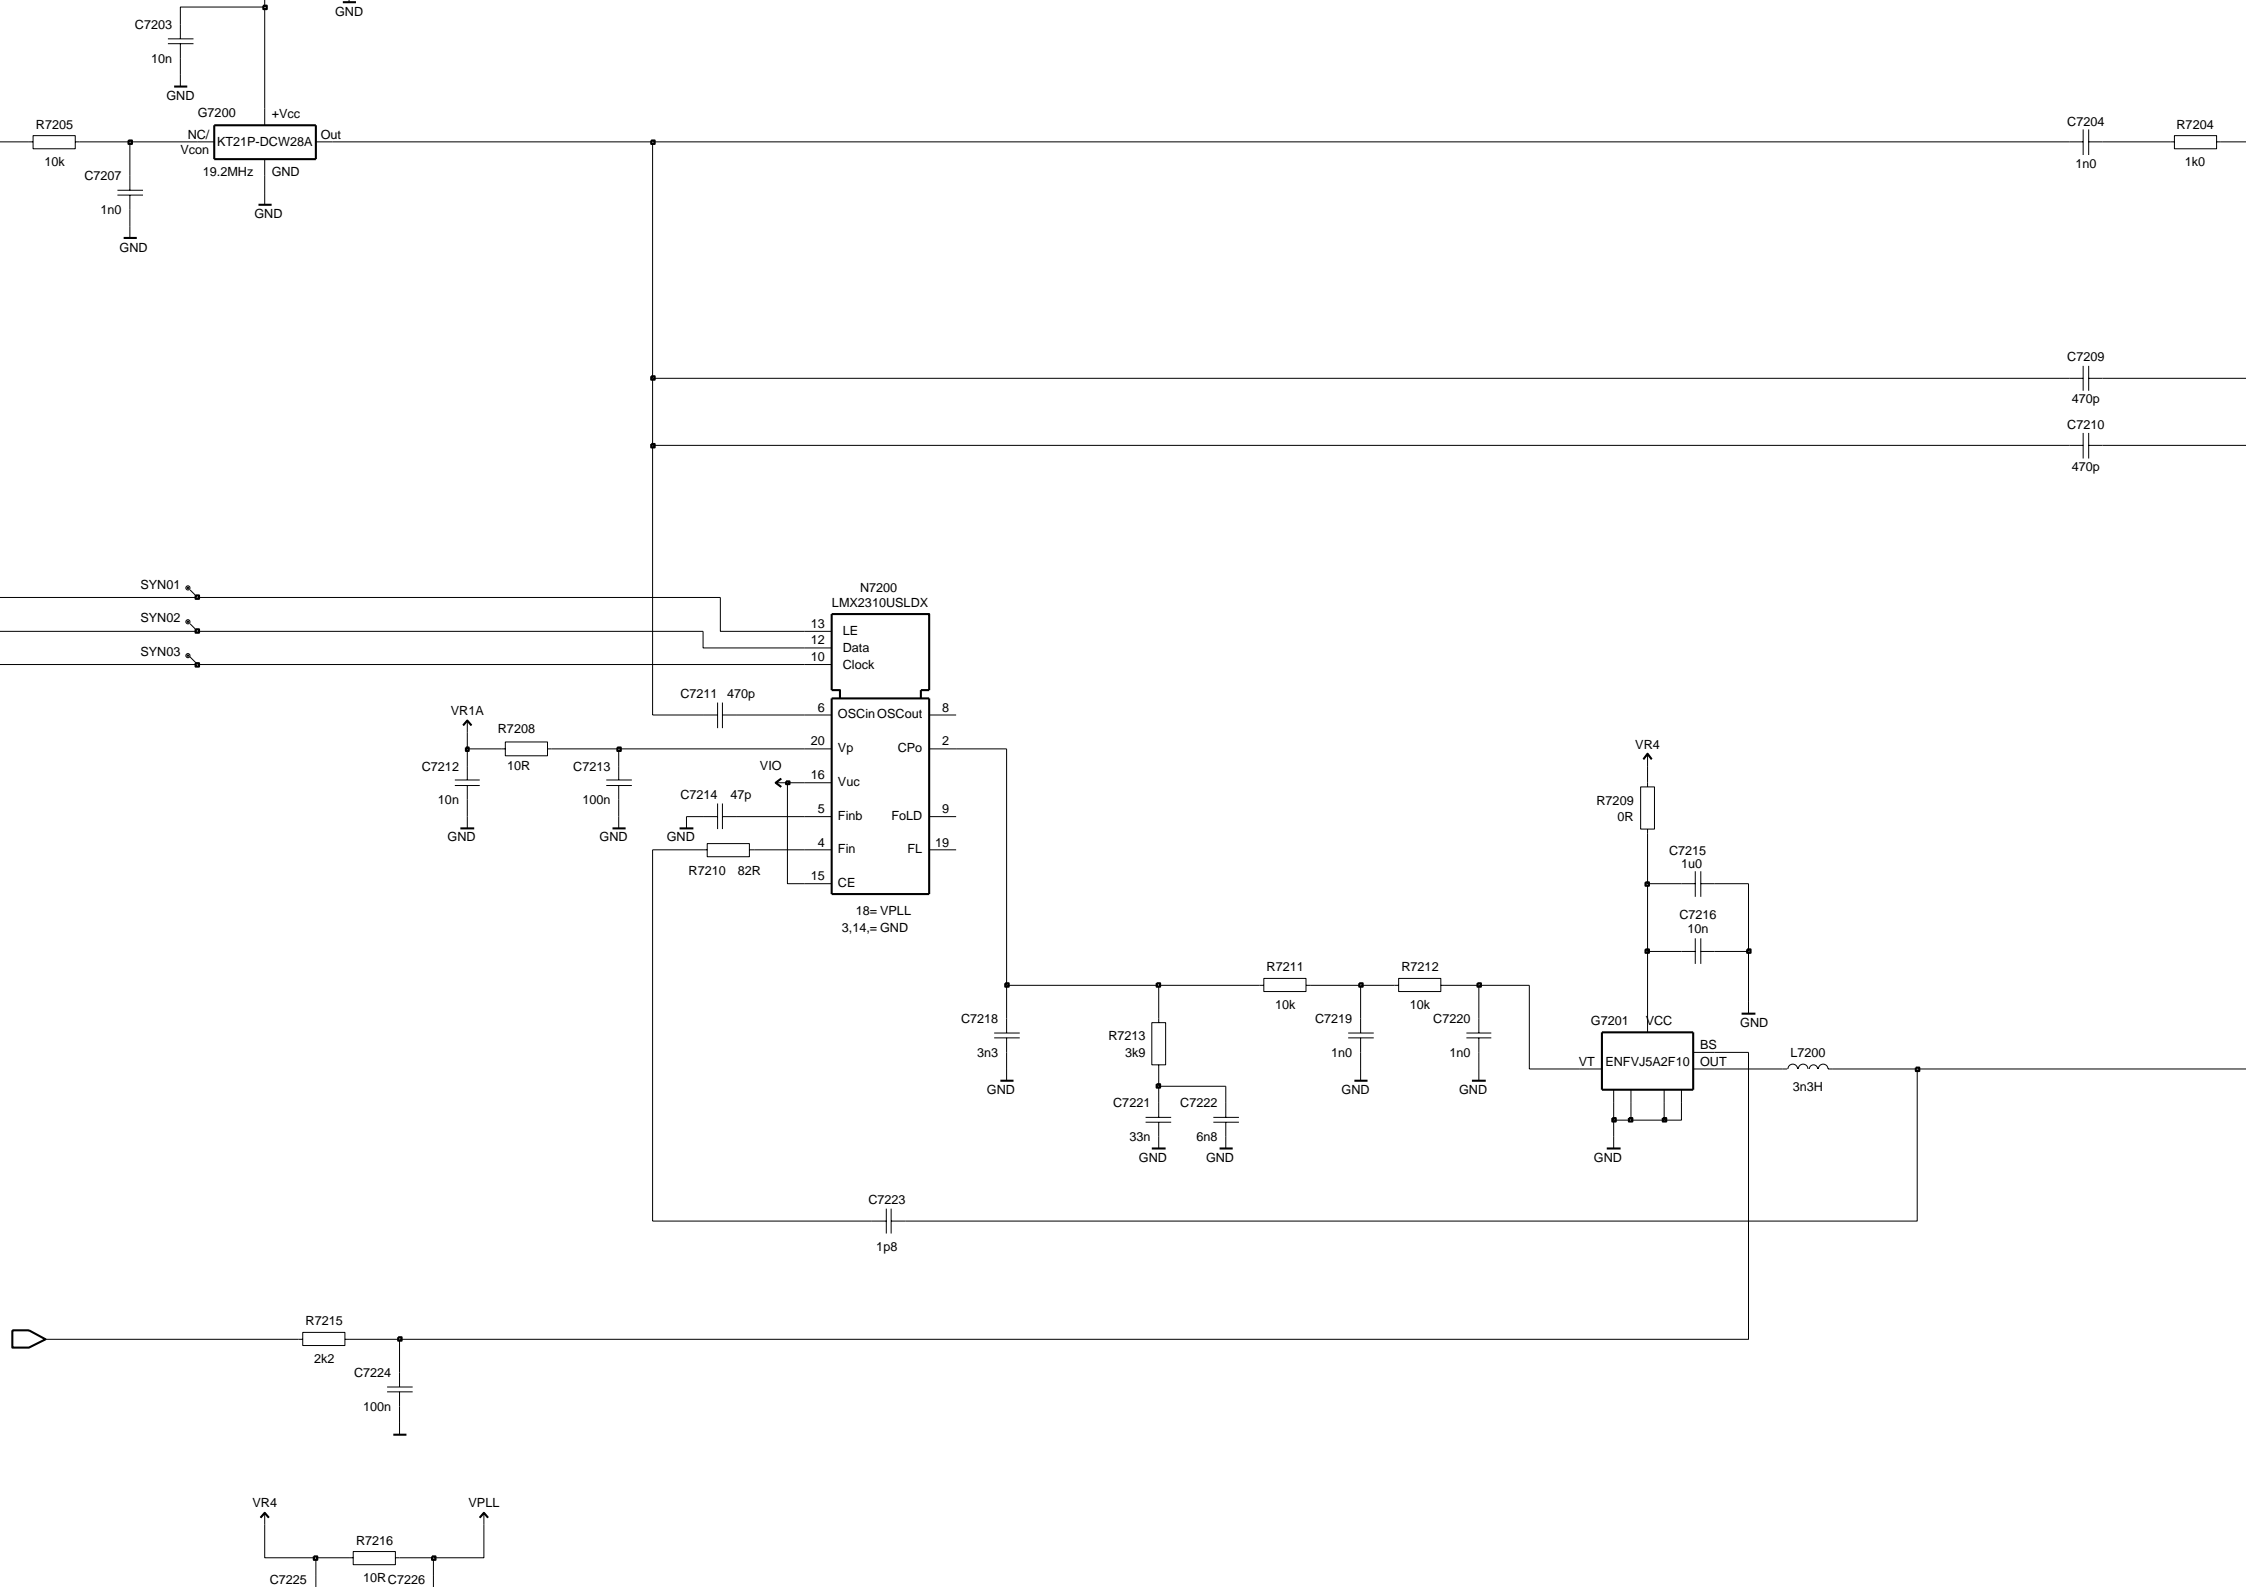 GND
C7203
10n
GND
G7200
+Vcc
R7205
10k
NC/
Vcon
KT21P-DCW28A
Out
19.2MHz
GND
GND
C7207
1n0
GND
C7204
1n0
R7204
1k0
C7209
470p
C7210
470p
SYN01
SYN02
SYN03
N7200
LMX2310USLDX
13
LE
12
Data
10
Clock
C7211 470p
6
OSCin
OSCout
8
VR1A
R7208
10R
20
Vp
CPo
2
C7212
10n
GND
C7213
100n
GND
VIO
16
Vuc
C7214 47p
GND
5
Finb
FoLD
9
4
Fin
FL
19
R7210 82R
15
CE
18= VPLL
3,14,= GND
VR4
R7209
0R
C7215
1u0
C7216
10n
GND
R7211
10k
R7212
10k
C7218
3n3
GND
R7213
3k9
C7219
1n0
GND
C7220
1n0
GND
C7221
33n
GND
C7222
6n8
GND
G7201
VCC
VT
ENFVJ5A2F10
BS
OUT
GND
L7200
3n3H
C7223
1p8
R7215
2k2
C7224
100n
VR4
VPLL
R7216
10R
C7225
C7226